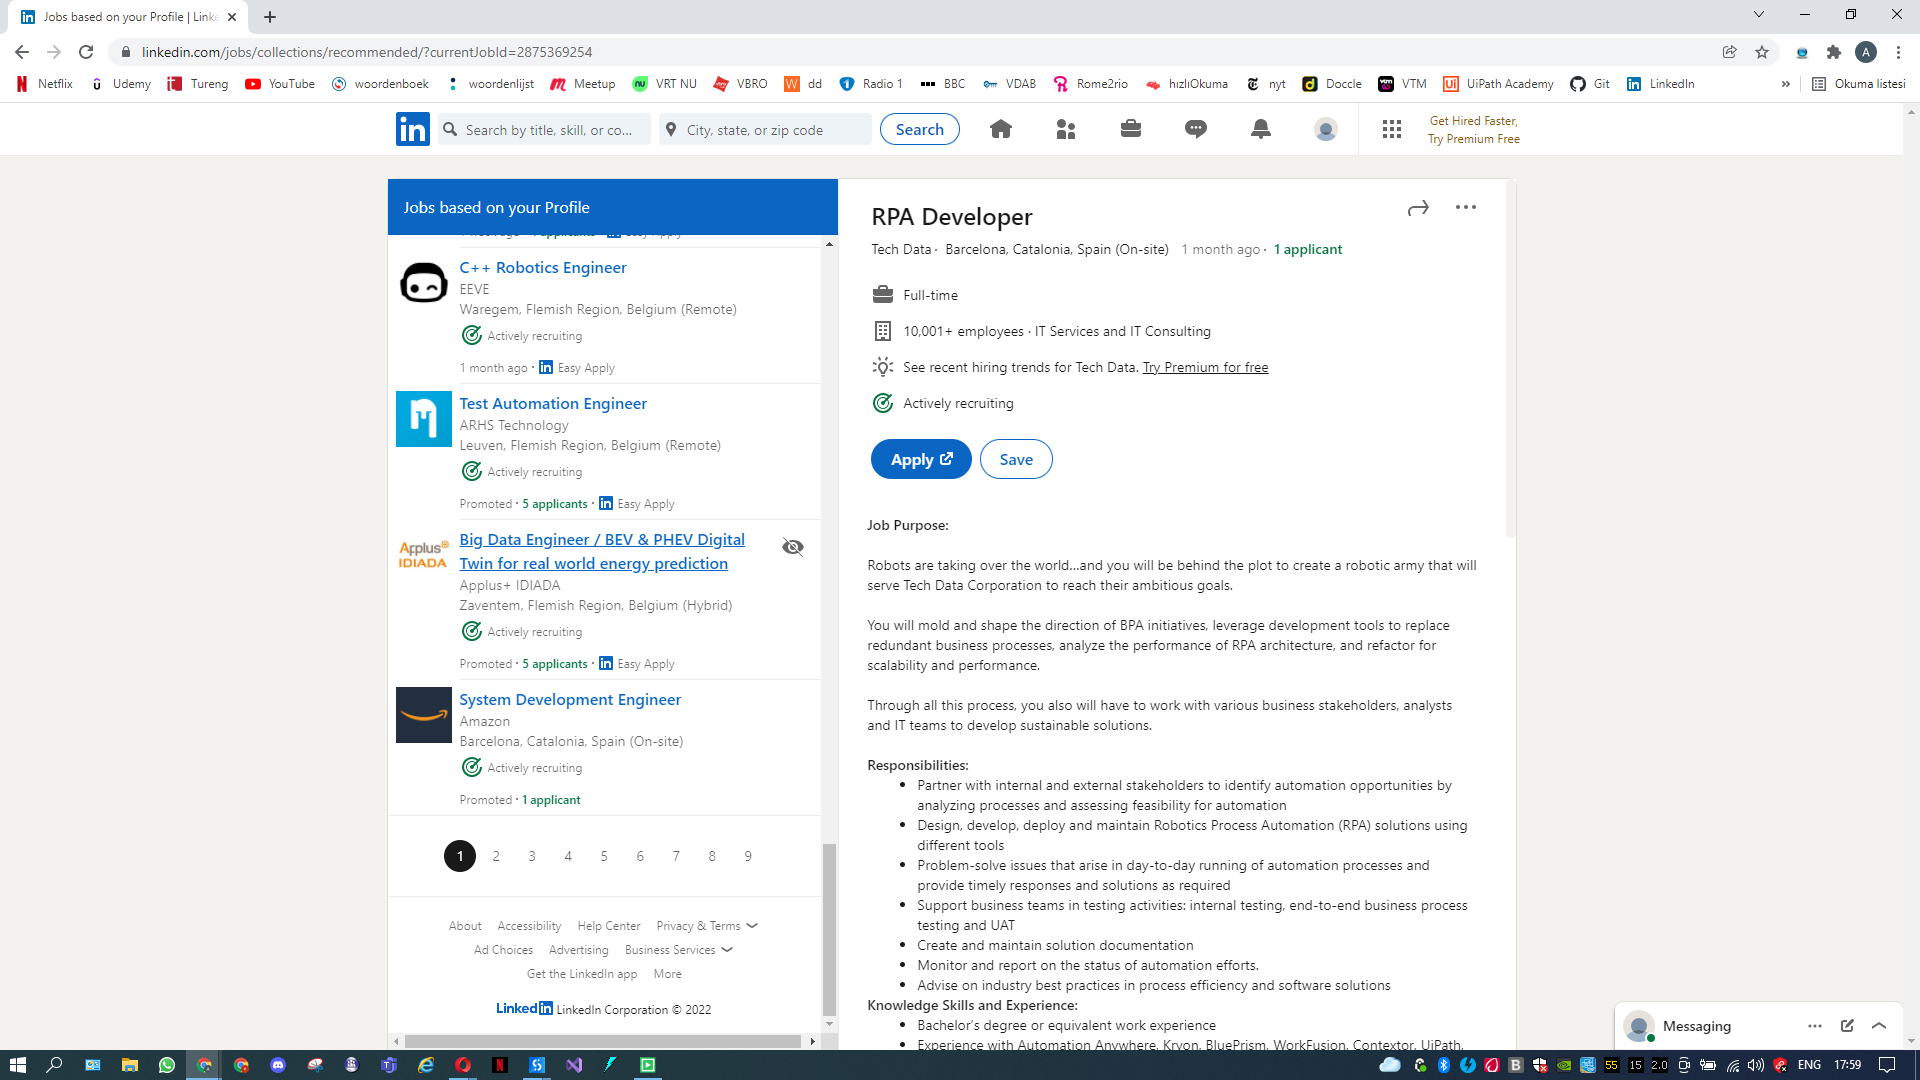 Jobs based on your Profile | Linke
linkedin.com/jobs/collections/recommended/?currentJobId=2875369254
A
Netflix
Udemy
Tureng
YouTube
woordenboek
woordenlijst
Meetup
VRT NU
VBRO
dd
Radio 1
BBC
VDAB
Rome2rio
hızlıOkuma
nyt
Doccle
VTM
UiPath Academy
Git
LinkedIn
»
Okuma listesi
Search by title, skill, or co...
City, state, or zip code
Search
Get Hired Faster,
Try Premium Free
Jobs based on your Profile
C++ Robotics Engineer
EEVE
Waregem, Flemish Region, Belgium (Remote)
Actively recruiting
1 month ago · Easy Apply
Test Automation Engineer
ARHS Technology
Leuven, Flemish Region, Belgium (Remote)
Actively recruiting
Promoted · 5 applicants · Easy Apply
Applus+
IDIADA
Big Data Engineer / BEV & PHEV Digital
Twin for real world energy prediction
Applus+ IDIADA
Zaventem, Flemish Region, Belgium (Hybrid)
Actively recruiting
Promoted · 5 applicants · Easy Apply
System Development Engineer
Amazon
Barcelona, Catalonia, Spain (On-site)
Actively recruiting
Promoted · 1 applicant
1 2 3 4 5 6 7 8 9
About Accessibility Help Center Privacy & Terms
Ad Choices Advertising Business Services
Get the LinkedIn app More
LinkedIn LinkedIn Corporation © 2022
RPA Developer
Tech Data · Barcelona, Catalonia, Spain (On-site) 1 month ago · 1 applicant
Full-time
10,001+ employees · IT Services and IT Consulting
See recent hiring trends for Tech Data. Try Premium for free
Actively recruiting
Apply
Save
Job Purpose:
Robots are taking over the world...and you will be behind the plot to create a robotic army that will
serve Tech Data Corporation to reach their ambitious goals.
You will mold and shape the direction of BPA initiatives, leverage development tools to replace
redundant business processes, analyze the performance of RPA architecture, and refactor for
scalability and performance.
Through all this process, you also will have to work with various business stakeholders, analysts
and IT teams to develop sustainable solutions.
Responsibilities:
• Partner with internal and external stakeholders to identify automation opportunities by
analyzing processes and assessing feasibility for automation
• Design, develop, deploy and maintain Robotics Process Automation (RPA) solutions using
different tools
• Problem-solve issues that arise in day-to-day running of automation processes and
provide timely responses and solutions as required
• Support business teams in testing activities: internal testing, end-to-end business process
testing and UAT
• Create and maintain solution documentation
• Monitor and report on the status of automation efforts.
• Advise on industry best practices in process efficiency and software solutions
Knowledge Skills and Experience:
• Bachelor's degree or equivalent work experience
• Experience with Automation Anywhere, Kryon, BluePrism, WorkFusion, Contextor, UiPath,
Messaging
55 15 2.0
ENG 17:59